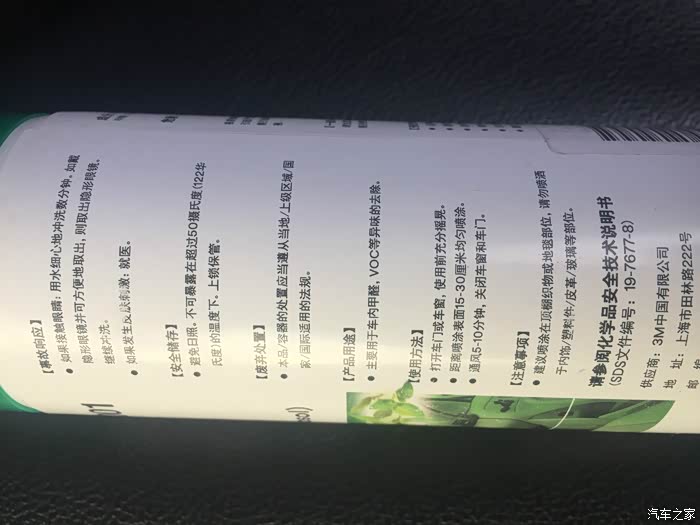 【事故响应】
● 如果接触眼睛：用水细心地冲洗数分钟。如戴
隐形眼镜并可方便地取出，则取出隐形眼镜。
继续冲洗。
● 如果发生皮肤刺激：就医。
【安全储存】
● 避免日照。不可暴露在超过50摄氏度(122华
氏度)的温度下。上锁保管。
【废弃处置】
● 本品/容器的处置应当遵从当地/上级区域/国
家/国际适用的法规。
【产品用途】
● 主要用于车内甲醛，VOC等异味的去除。
【使用方法】
● 打开车门或车窗，使用前充分摇晃。
● 距离喷涂表面15-30厘米均匀喷涂。
● 通风5-10分钟，关闭车窗和车门。
【注意事项】
● 建议喷涂在顶棚织物或地毯部位，请勿喷洒
于内饰/塑料件/皮革/玻璃等部位。
请参阅化学品安全技术说明书
(SDS文件编号：19-7677-8)
供应商：3M中国有限公司
地 址：上海市田林路222号
01
汽车之家